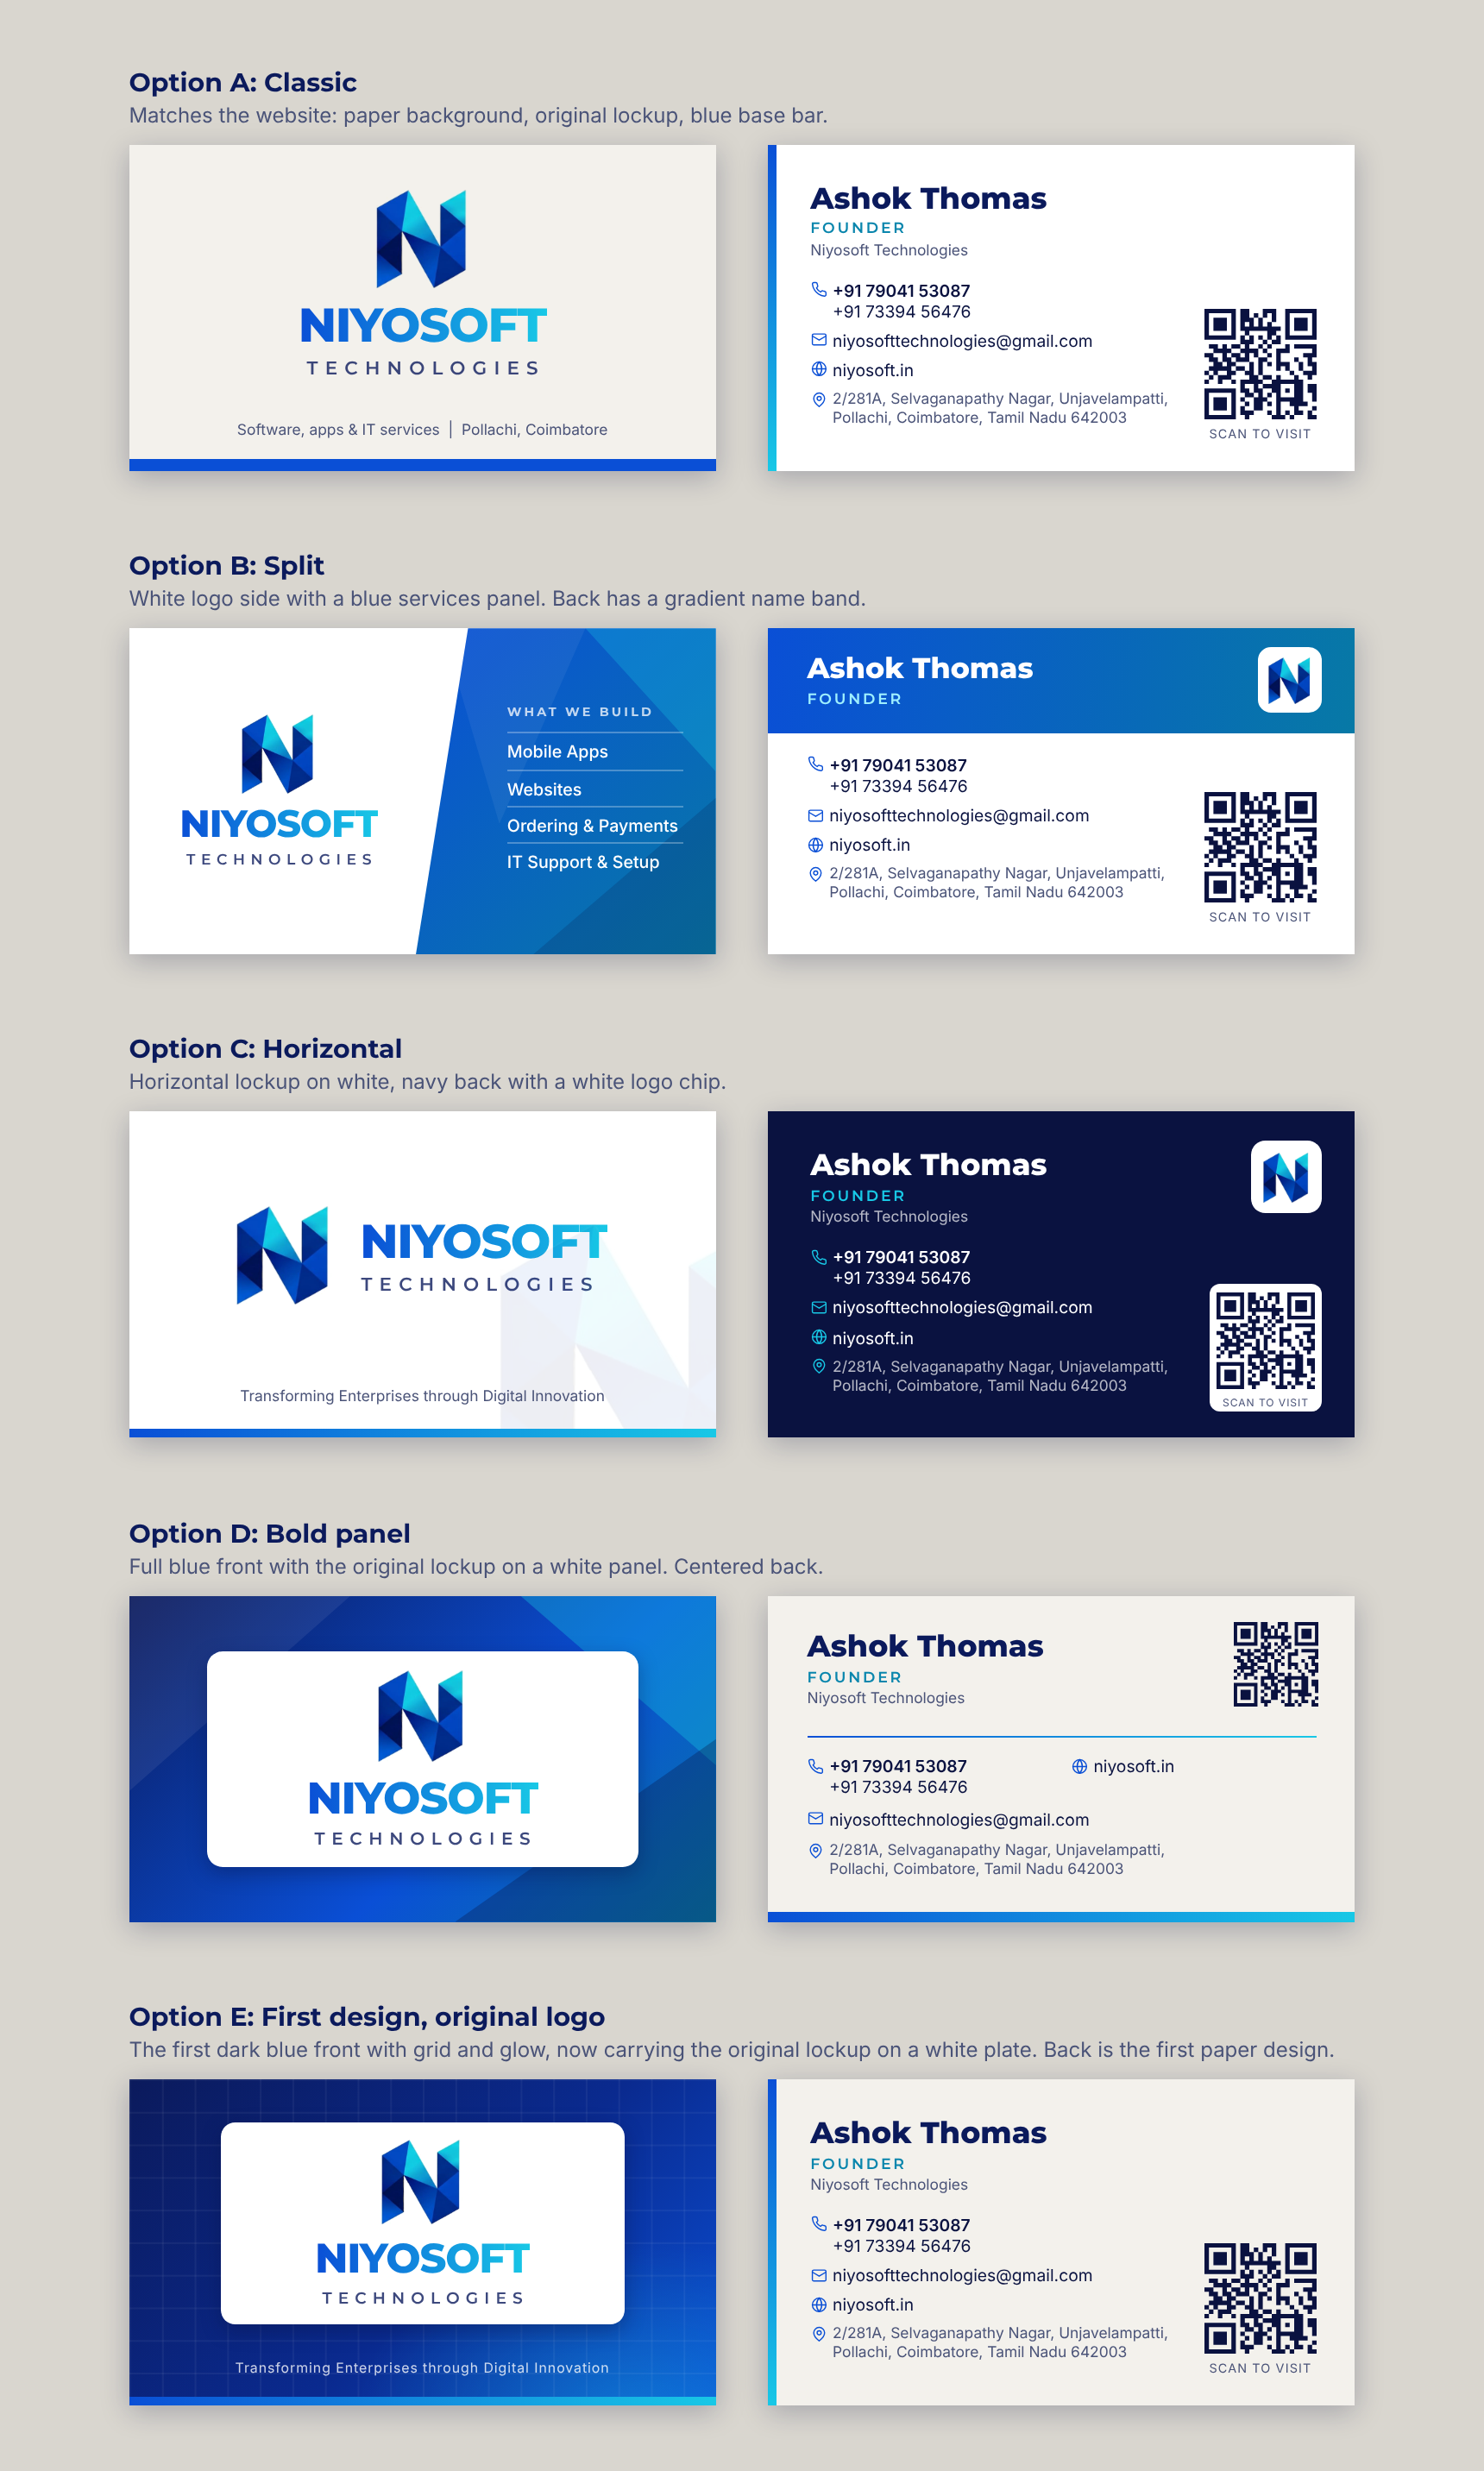 Option A: Classic
Matches the website: paper background, original lockup, blue base bar.
NIYOSOFT
TECHNOLOGIES
Software, apps & IT services | Pollachi, Coimbatore
Ashok Thomas
FOUNDER
Niyosoft Technologies
+91 79041 53087
+91 73394 56476
niyosofttechnologies@gmail.com
niyosoft.in
2/281A, Selvaganapathy Nagar, Unjavelampatti,
Pollachi, Coimbatore, Tamil Nadu 642003
SCAN TO VISIT
Option B: Split
White logo side with a blue services panel. Back has a gradient name band.
NIYOSOFT
TECHNOLOGIES
WHAT WE BUILD
Mobile Apps
Websites
Ordering & Payments
IT Support & Setup
Ashok Thomas
FOUNDER
+91 79041 53087
+91 73394 56476
niyosofttechnologies@gmail.com
niyosoft.in
2/281A, Selvaganapathy Nagar, Unjavelampatti,
Pollachi, Coimbatore, Tamil Nadu 642003
SCAN TO VISIT
Option C: Horizontal
Horizontal lockup on white, navy back with a white logo chip.
NIYOSOFT
TECHNOLOGIES
Transforming Enterprises through Digital Innovation
Ashok Thomas
FOUNDER
Niyosoft Technologies
+91 79041 53087
+91 73394 56476
niyosofttechnologies@gmail.com
niyosoft.in
2/281A, Selvaganapathy Nagar, Unjavelampatti,
Pollachi, Coimbatore, Tamil Nadu 642003
SCAN TO VISIT
Option D: Bold panel
Full blue front with the original lockup on a white panel. Centered back.
NIYOSOFT
TECHNOLOGIES
Ashok Thomas
FOUNDER
Niyosoft Technologies
+91 79041 53087
+91 73394 56476
niyosoft.in
niyosofttechnologies@gmail.com
2/281A, Selvaganapathy Nagar, Unjavelampatti,
Pollachi, Coimbatore, Tamil Nadu 642003
Option E: First design, original logo
The first dark blue front with grid and glow, now carrying the original lockup on a white plate. Back is the first paper design.
NIYOSOFT
TECHNOLOGIES
Transforming Enterprises through Digital Innovation
Ashok Thomas
FOUNDER
Niyosoft Technologies
+91 79041 53087
+91 73394 56476
niyosofttechnologies@gmail.com
niyosoft.in
2/281A, Selvaganapathy Nagar, Unjavelampatti,
Pollachi, Coimbatore, Tamil Nadu 642003
SCAN TO VISIT